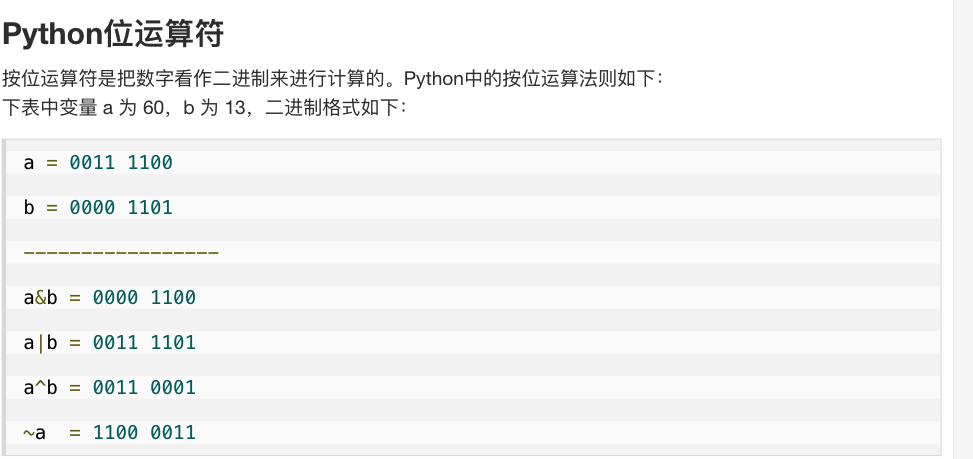 Python位运算符
按位运算符是把数字看作二进制来进行计算的。Python中的按位运算法则如下：
下表中变量 a 为 60，b 为 13，二进制格式如下：
a = 0011 1100
b = 0000 1101
-----------------
a&b = 0000 1100
a|b = 0011 1101
a^b = 0011 0001
~a  = 1100 0011